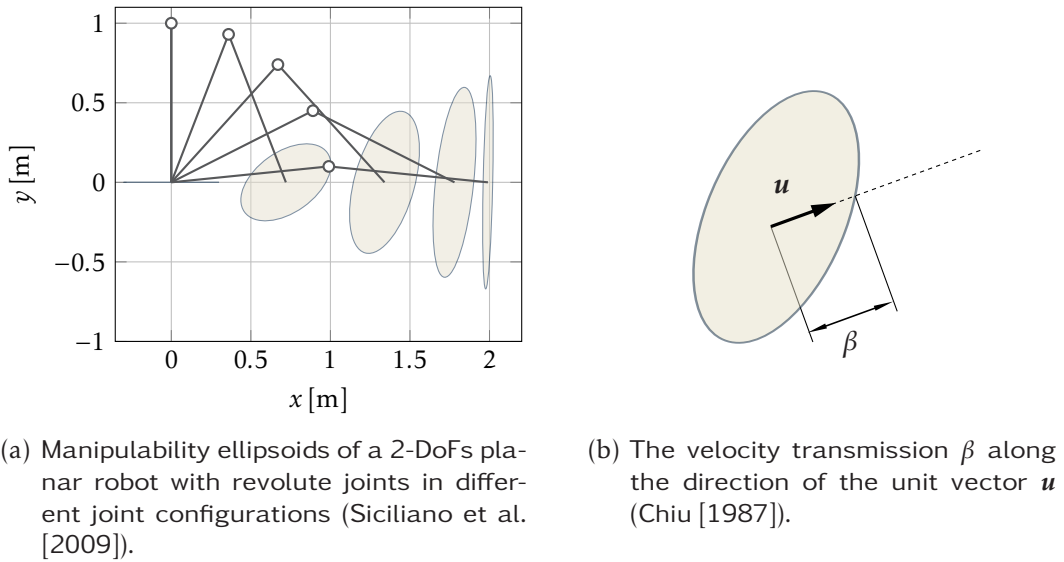 1
0.5
0
−0.5
−1
y [m]
0
0.5
1
1.5
2
x [m]
u
β
(a) Manipulability ellipsoids of a 2-DoFs pla-
nar robot with revolute joints in differ-
ent joint configurations (Siciliano et al.
[2009]).
(b) The velocity transmission β along
the direction of the unit vector u
(Chiu [1987]).